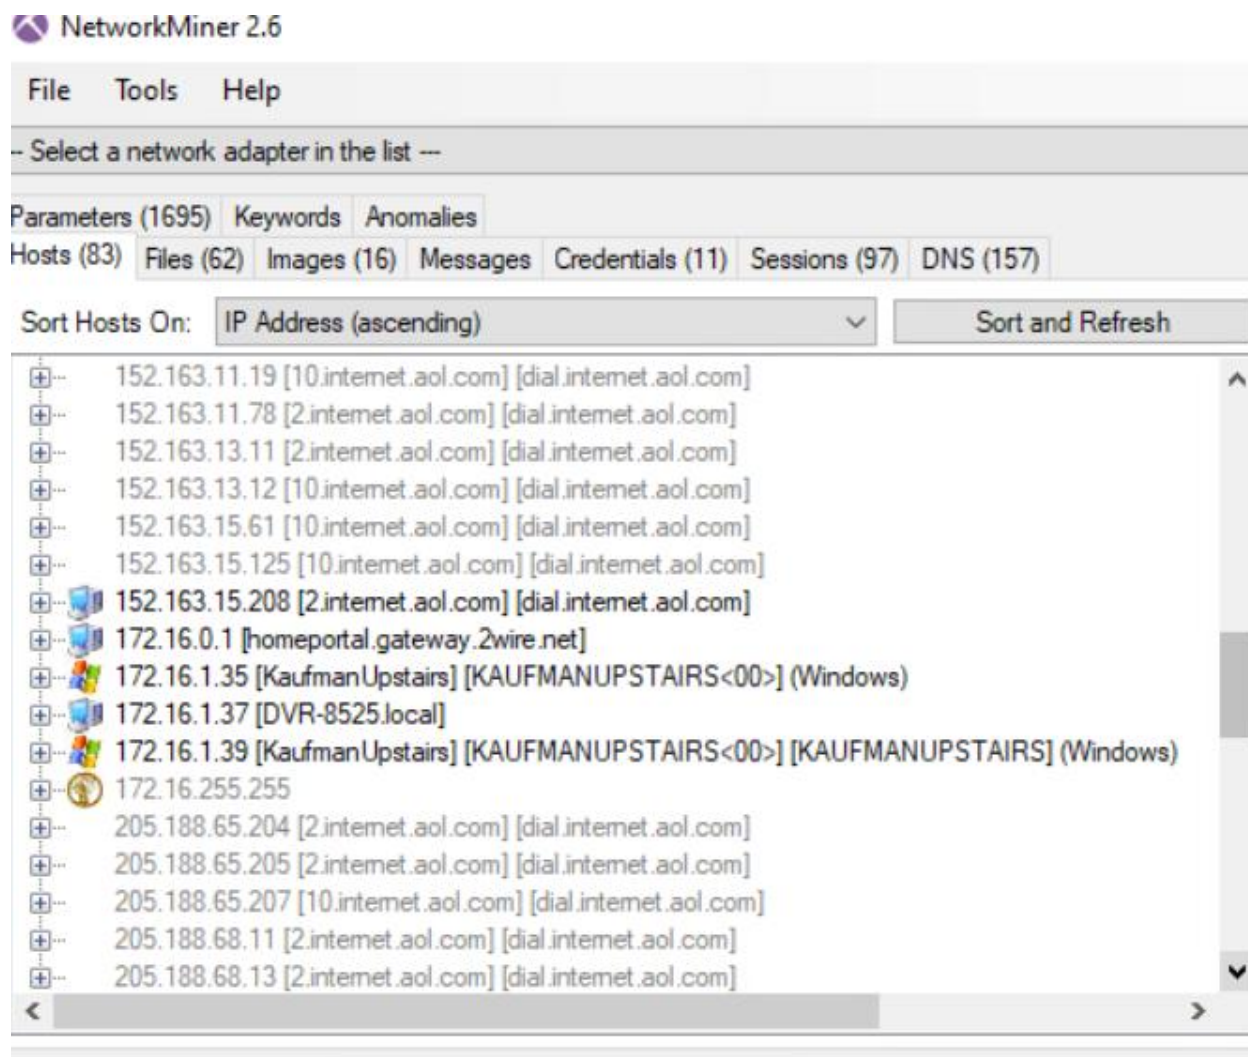 NetworkMiner 2.6
File Tools Help
-- Select a network adapter in the list ---
Parameters (1695) Keywords Anomalies
Hosts (83) Files (62) Images (16) Messages Credentials (11) Sessions (97) DNS (157)
Sort Hosts On: IP Address (ascending) Sort and Refresh
152.163.11.19 [10.internet.aol.com] [dial.internet.aol.com]
152.163.11.78 [2.internet.aol.com] [dial.internet.aol.com]
152.163.13.11 [2.internet.aol.com] [dial.internet.aol.com]
152.163.13.12 [10.internet.aol.com] [dial.internet.aol.com]
152.163.15.61 [10.internet.aol.com] [dial.internet.aol.com]
152.163.15.125 [10.internet.aol.com] [dial.internet.aol.com]
152.163.15.208 [2.internet.aol.com] [dial.internet.aol.com]
172.16.0.1 [homeportal.gateway.2wire.net]
172.16.1.35 [KaufmanUpstairs] [KAUFMANUPSTAIRS<00>] (Windows)
172.16.1.37 [DVR-8525.local]
172.16.1.39 [KaufmanUpstairs] [KAUFMANUPSTAIRS<00>] [KAUFMANUPSTAIRS] (Windows)
172.16.255.255
205.188.65.204 [2.internet.aol.com] [dial.internet.aol.com]
205.188.65.205 [2.internet.aol.com] [dial.internet.aol.com]
205.188.65.207 [10.internet.aol.com] [dial.internet.aol.com]
205.188.68.11 [2.internet.aol.com] [dial.internet.aol.com]
205.188.68.13 [2.internet.aol.com] [dial.internet.aol.com]